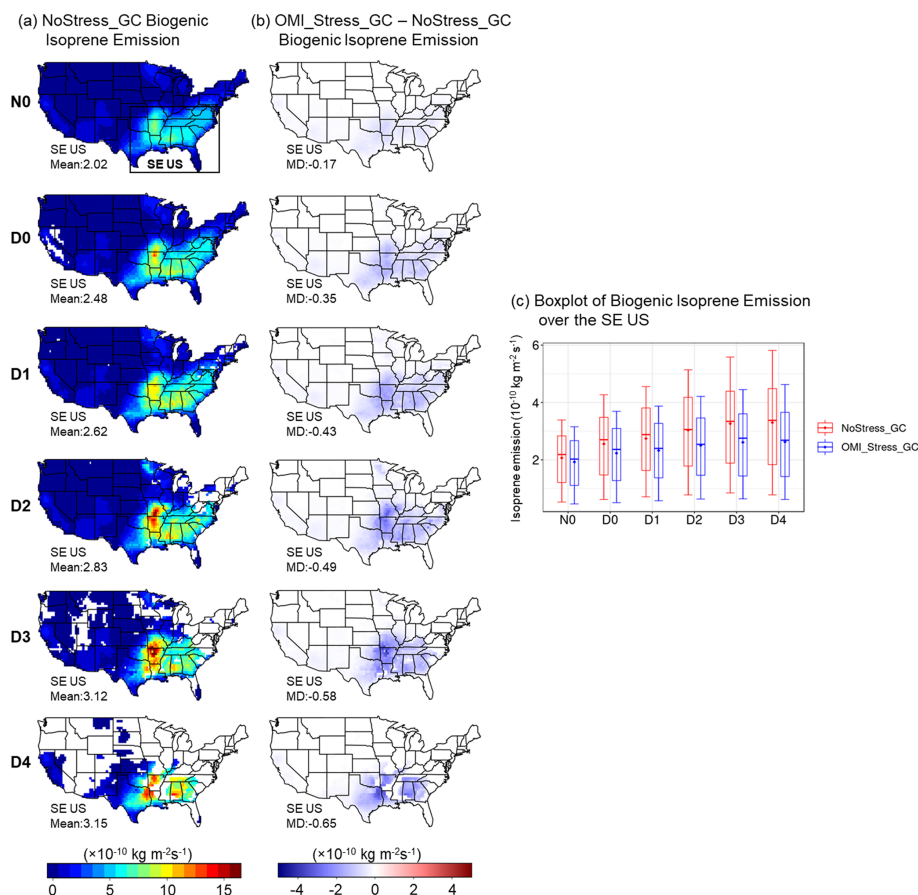 (a) NoStress_GC Biogenic
Isoprene Emission
(b) OMI_Stress_GC – NoStress_GC
Biogenic Isoprene Emission
N0
SE US
Mean:2.02
SE US
SE US
MD:-0.17
D0
SE US
Mean:2.48
SE US
MD:-0.35
D1
SE US
Mean:2.62
SE US
MD:-0.43
D2
SE US
Mean:2.83
SE US
MD:-0.49
D3
SE US
Mean:3.12
SE US
MD:-0.58
D4
SE US
Mean:3.15
SE US
MD:-0.65
(×10⁻¹⁰ kg m⁻²s⁻¹)
0 5 10 15
(×10⁻¹⁰ kg m⁻²s⁻¹)
−4 −2 0 2 4
(c) Boxplot of Biogenic Isoprene Emission
over the SE US
Isoprene emission (10⁻¹⁰ kg m⁻² s⁻¹)
6
4
2
N0 D0 D1 D2 D3 D4
NoStress_GC
OMI_Stress_GC